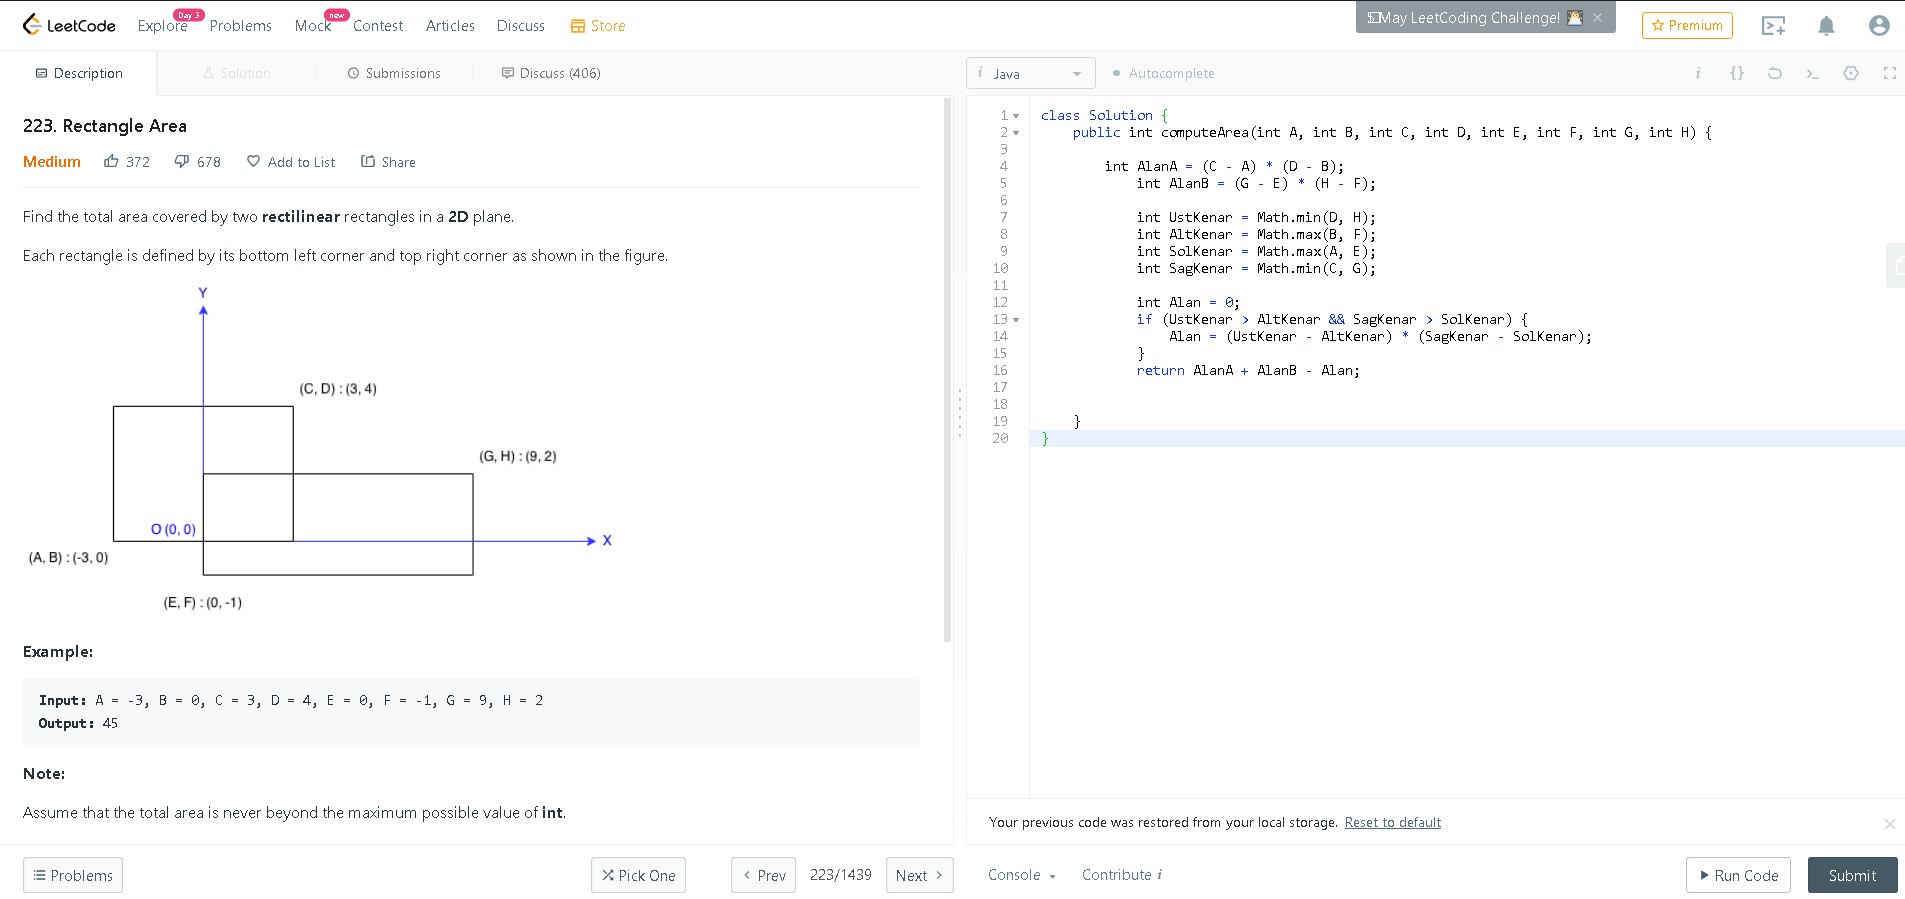 LeetCode Explore Day 3 Problems Mock new Contest Articles Discuss Store May LeetCoding Challenge! × Premium
Description Solution Submissions Discuss (406)
i Java Autocomplete i {} >_
223. Rectangle Area
Medium 372 678 Add to List Share
Find the total area covered by two rectilinear rectangles in a 2D plane.
Each rectangle is defined by its bottom left corner and top right corner as shown in the figure.
Y
(C, D) : (3, 4)
(G, H) : (9, 2)
O (0, 0)
X
(A, B) : (-3, 0)
(E, F) : (0, -1)
Example:
Input: A = -3, B = 0, C = 3, D = 4, E = 0, F = -1, G = 9, H = 2
Output: 45
Note:
Assume that the total area is never beyond the maximum possible value of int.
Problems Pick One < Prev 223/1439 Next >
1 class Solution {
2 public int computeArea(int A, int B, int C, int D, int E, int F, int G, int H) {
3
4 int AlanA = (C - A) * (D - B);
5 int AlanB = (G - E) * (H - F);
6
7 int UstKenar = Math.min(D, H);
8 int AltKenar = Math.max(B, F);
9 int SolKenar = Math.max(A, E);
10 int SagKenar = Math.min(C, G);
11
12 int Alan = 0;
13 if (UstKenar > AltKenar && SagKenar > SolKenar) {
14 Alan = (UstKenar - AltKenar) * (SagKenar - SolKenar);
15 }
16 return AlanA + AlanB - Alan;
17
18
19 }
20 }
Your previous code was restored from your local storage. Reset to default ×
Console Contribute i Run Code Submit